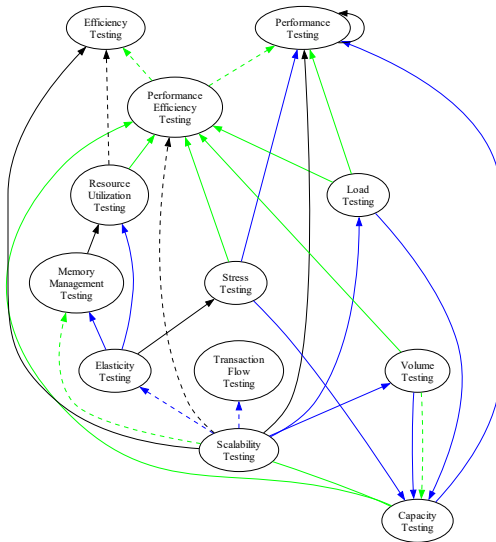 Efficiency
Testing
Performance
Testing
Performance
Efficiency
Testing
Resource
Utilization
Testing
Load
Testing
Memory
Management
Testing
Stress
Testing
Elasticity
Testing
Transaction
Flow
Testing
Volume
Testing
Scalability
Testing
Capacity
Testing